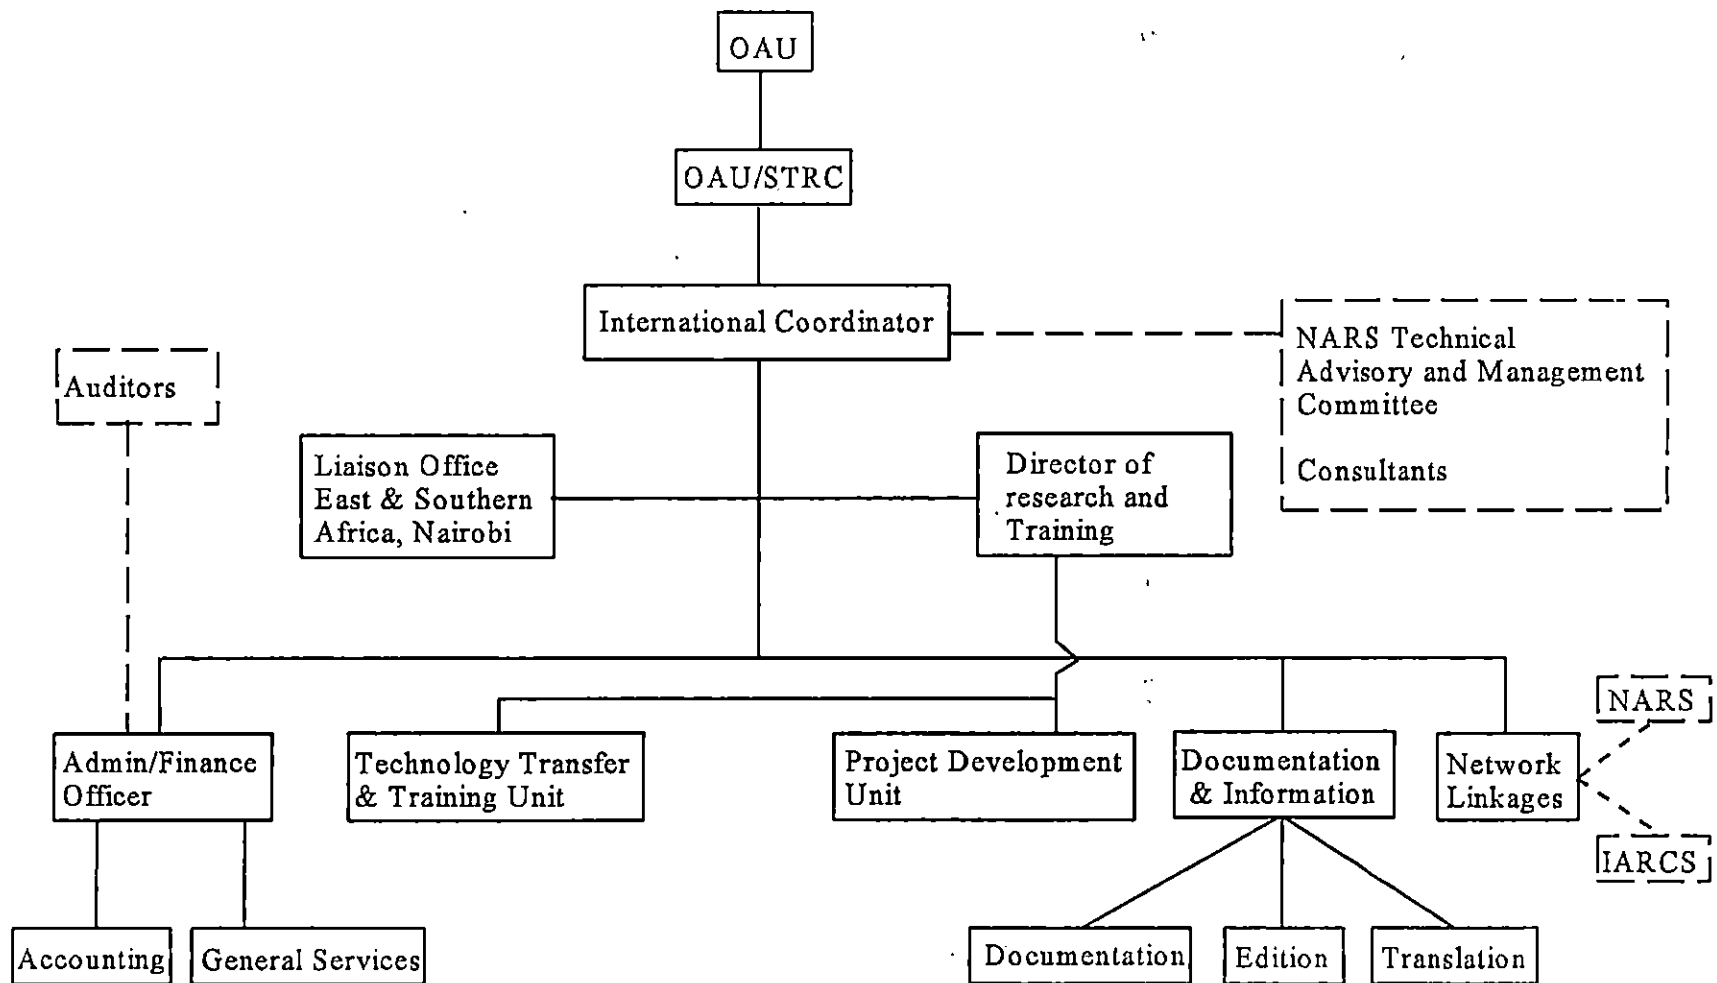 OAU
OAU/STRC
International Coordinator
NARS Technical
Advisory and Management
Committee
Consultants
Auditors
Liaison Office
East & Southern
Africa, Nairobi
Director of
research and
Training
Admin/Finance
Officer
Technology Transfer
& Training Unit
Project Development
Unit
Documentation
& Information
Network
Linkages
NARS
IARCS
Accounting
General Services
Documentation
Edition
Translation